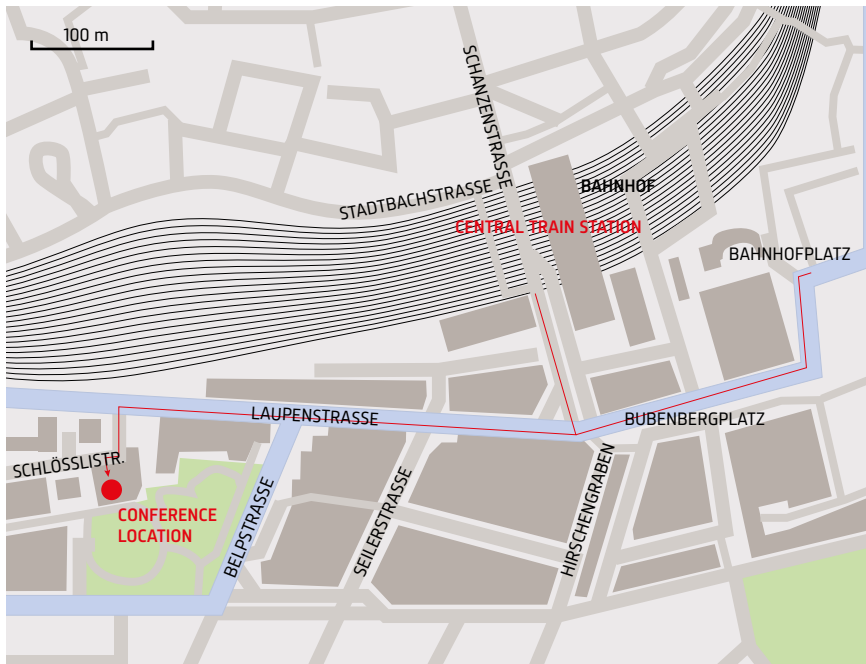 100 m
SCHANZENSTRASSE
STADTBACHSTRASSE
BAHNHOF
CENTRAL TRAIN STATION
BAHNHOFPLATZ
LAUPENSTRASSE
BUBENBERGPLATZ
SCHLÖSSLISTR.
CONFERENCE
LOCATION
BELPSTRASSE
SEILERSTRASSE
HIRSCHENGRABEN